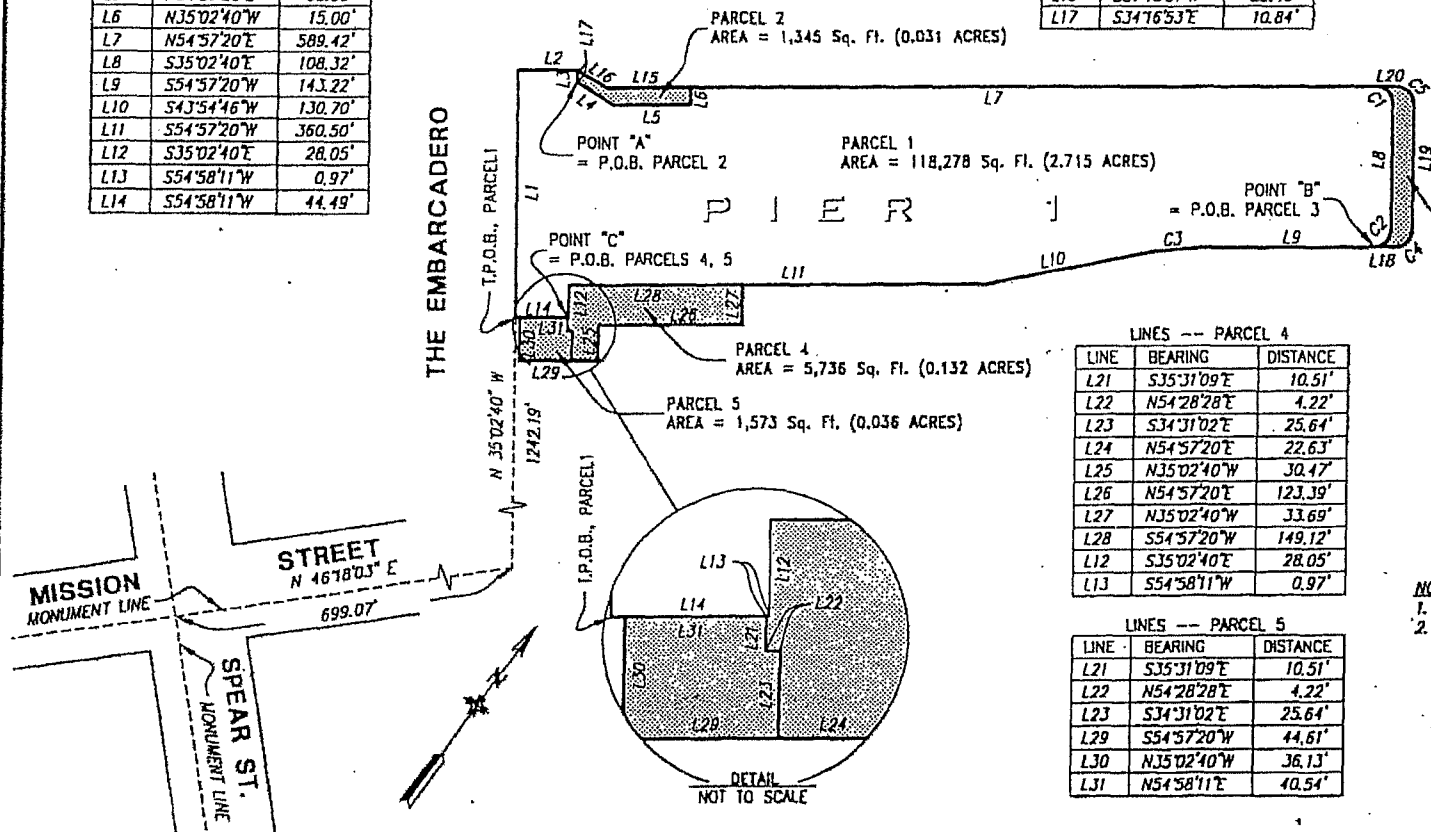 L6 N35°02'40"W 15.00'
L7 N54°57'20"E 589.42'
L8 S35°02'40"E 108.32'
L9 S54°57'20"W 143.22'
L10 S43°54'46"W 130.70'
L11 S54°57'20"W 360.50'
L12 S35°02'40"E 28.05'
L13 S54°58'11"W 0.97'
L14 S54°58'11"W 44.49'
L17 S34°16'53"E 10.84'
PARCEL 2
AREA = 1,345 Sq. Ft. (0.031 ACRES)
L2
L3
L17
L16
L15
L4
L5
L6
L7
L20
C5
C1
L8
L19
POINT "A"
= P.O.B. PARCEL 2
PARCEL 1
AREA = 118,278 Sq. Ft. (2.715 ACRES)
L1
THE EMBARCADERO
T.P.O.B., PARCEL1
PIER 1
POINT "B"
= P.O.B. PARCEL 3
C2
C3
L9
L18
C4
L10
L11
POINT "C"
= P.O.B. PARCELS 4, 5
L14
L31
L12
L28
L27
L26
L30
L25
L29
PARCEL 4
AREA = 5,736 Sq. Ft. (0.132 ACRES)
PARCEL 5
AREA = 1,573 Sq. Ft. (0.036 ACRES)
N 35°02'40" W
1242.19'
LINES -- PARCEL 4
LINE BEARING DISTANCE
L21 S35°31'09"E 10.51'
L22 N54°28'28"E 4.22'
L23 S34°31'02"E 25.64'
L24 N54°57'20"E 22.63'
L25 N35°02'40"W 30.47'
L26 N54°57'20"E 123.39'
L27 N35°02'40"W 33.69'
L28 S54°57'20"W 149.12'
L12 S35°02'40"E 28.05'
L13 S54°58'11"W 0.97'
LINES -- PARCEL 5
LINE BEARING DISTANCE
L21 S35°31'09"E 10.51'
L22 N54°28'28"E 4.22'
L23 S34°31'02"E 25.64'
L29 S54°57'20"W 44.61'
L30 N35°02'40"W 36.13'
L31 N54°58'11"E 40.54'
1.
2.
T.P.O.B., PARCEL1
L13
L12
L14
L22
L31
L21
L30
L23
L29
L24
DETAIL
NOT TO SCALE
MISSION STREET
MONUMENT LINE
N 46°18'03" E
699.07'
SPEAR ST.
MONUMENT LINE
N